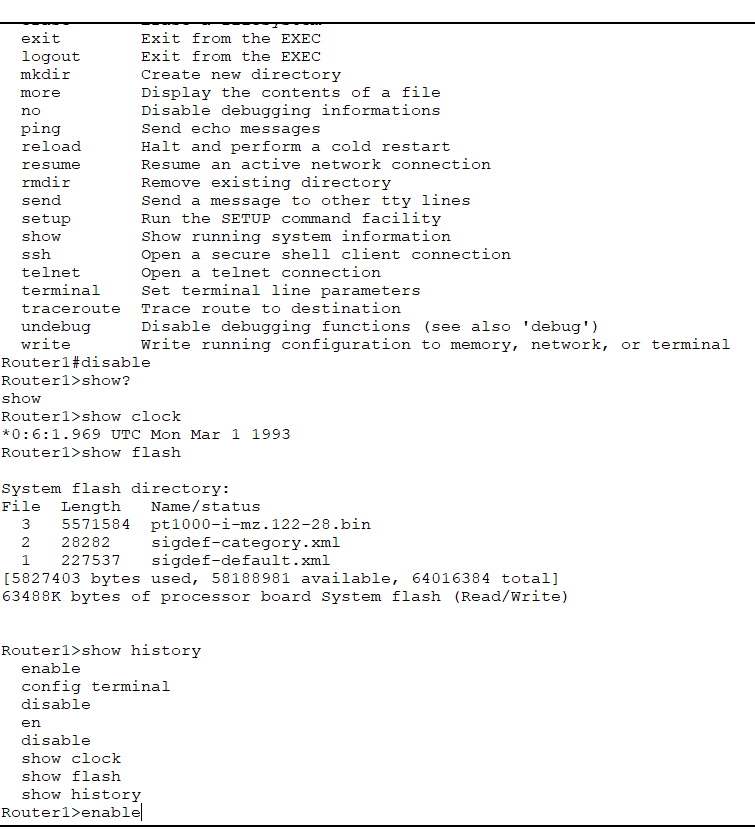 exit Exit from the EXEC
logout Exit from the EXEC
mkdir Create new directory
more Display the contents of a file
no Disable debugging informations
ping Send echo messages
reload Halt and perform a cold restart
resume Resume an active network connection
rmdir Remove existing directory
send Send a message to other tty lines
setup Run the SETUP command facility
show Show running system information
ssh Open a secure shell client connection
telnet Open a telnet connection
terminal Set terminal line parameters
traceroute Trace route to destination
undebug Disable debugging functions (see also 'debug')
write Write running configuration to memory, network, or terminal
Router1#disable
Router1>show?
show
Router1>show clock
*0:6:1.969 UTC Mon Mar 1 1993
Router1>show flash
System flash directory:
File Length Name/status
3 5571584 pt1000-i-mz.122-28.bin
2 28282 sigdef-category.xml
1 227537 sigdef-default.xml
[5827403 bytes used, 58188981 available, 64016384 total]
63488K bytes of processor board System flash (Read/Write)
Router1>show history
enable
config terminal
disable
en
disable
show clock
show flash
show history
Router1>enable